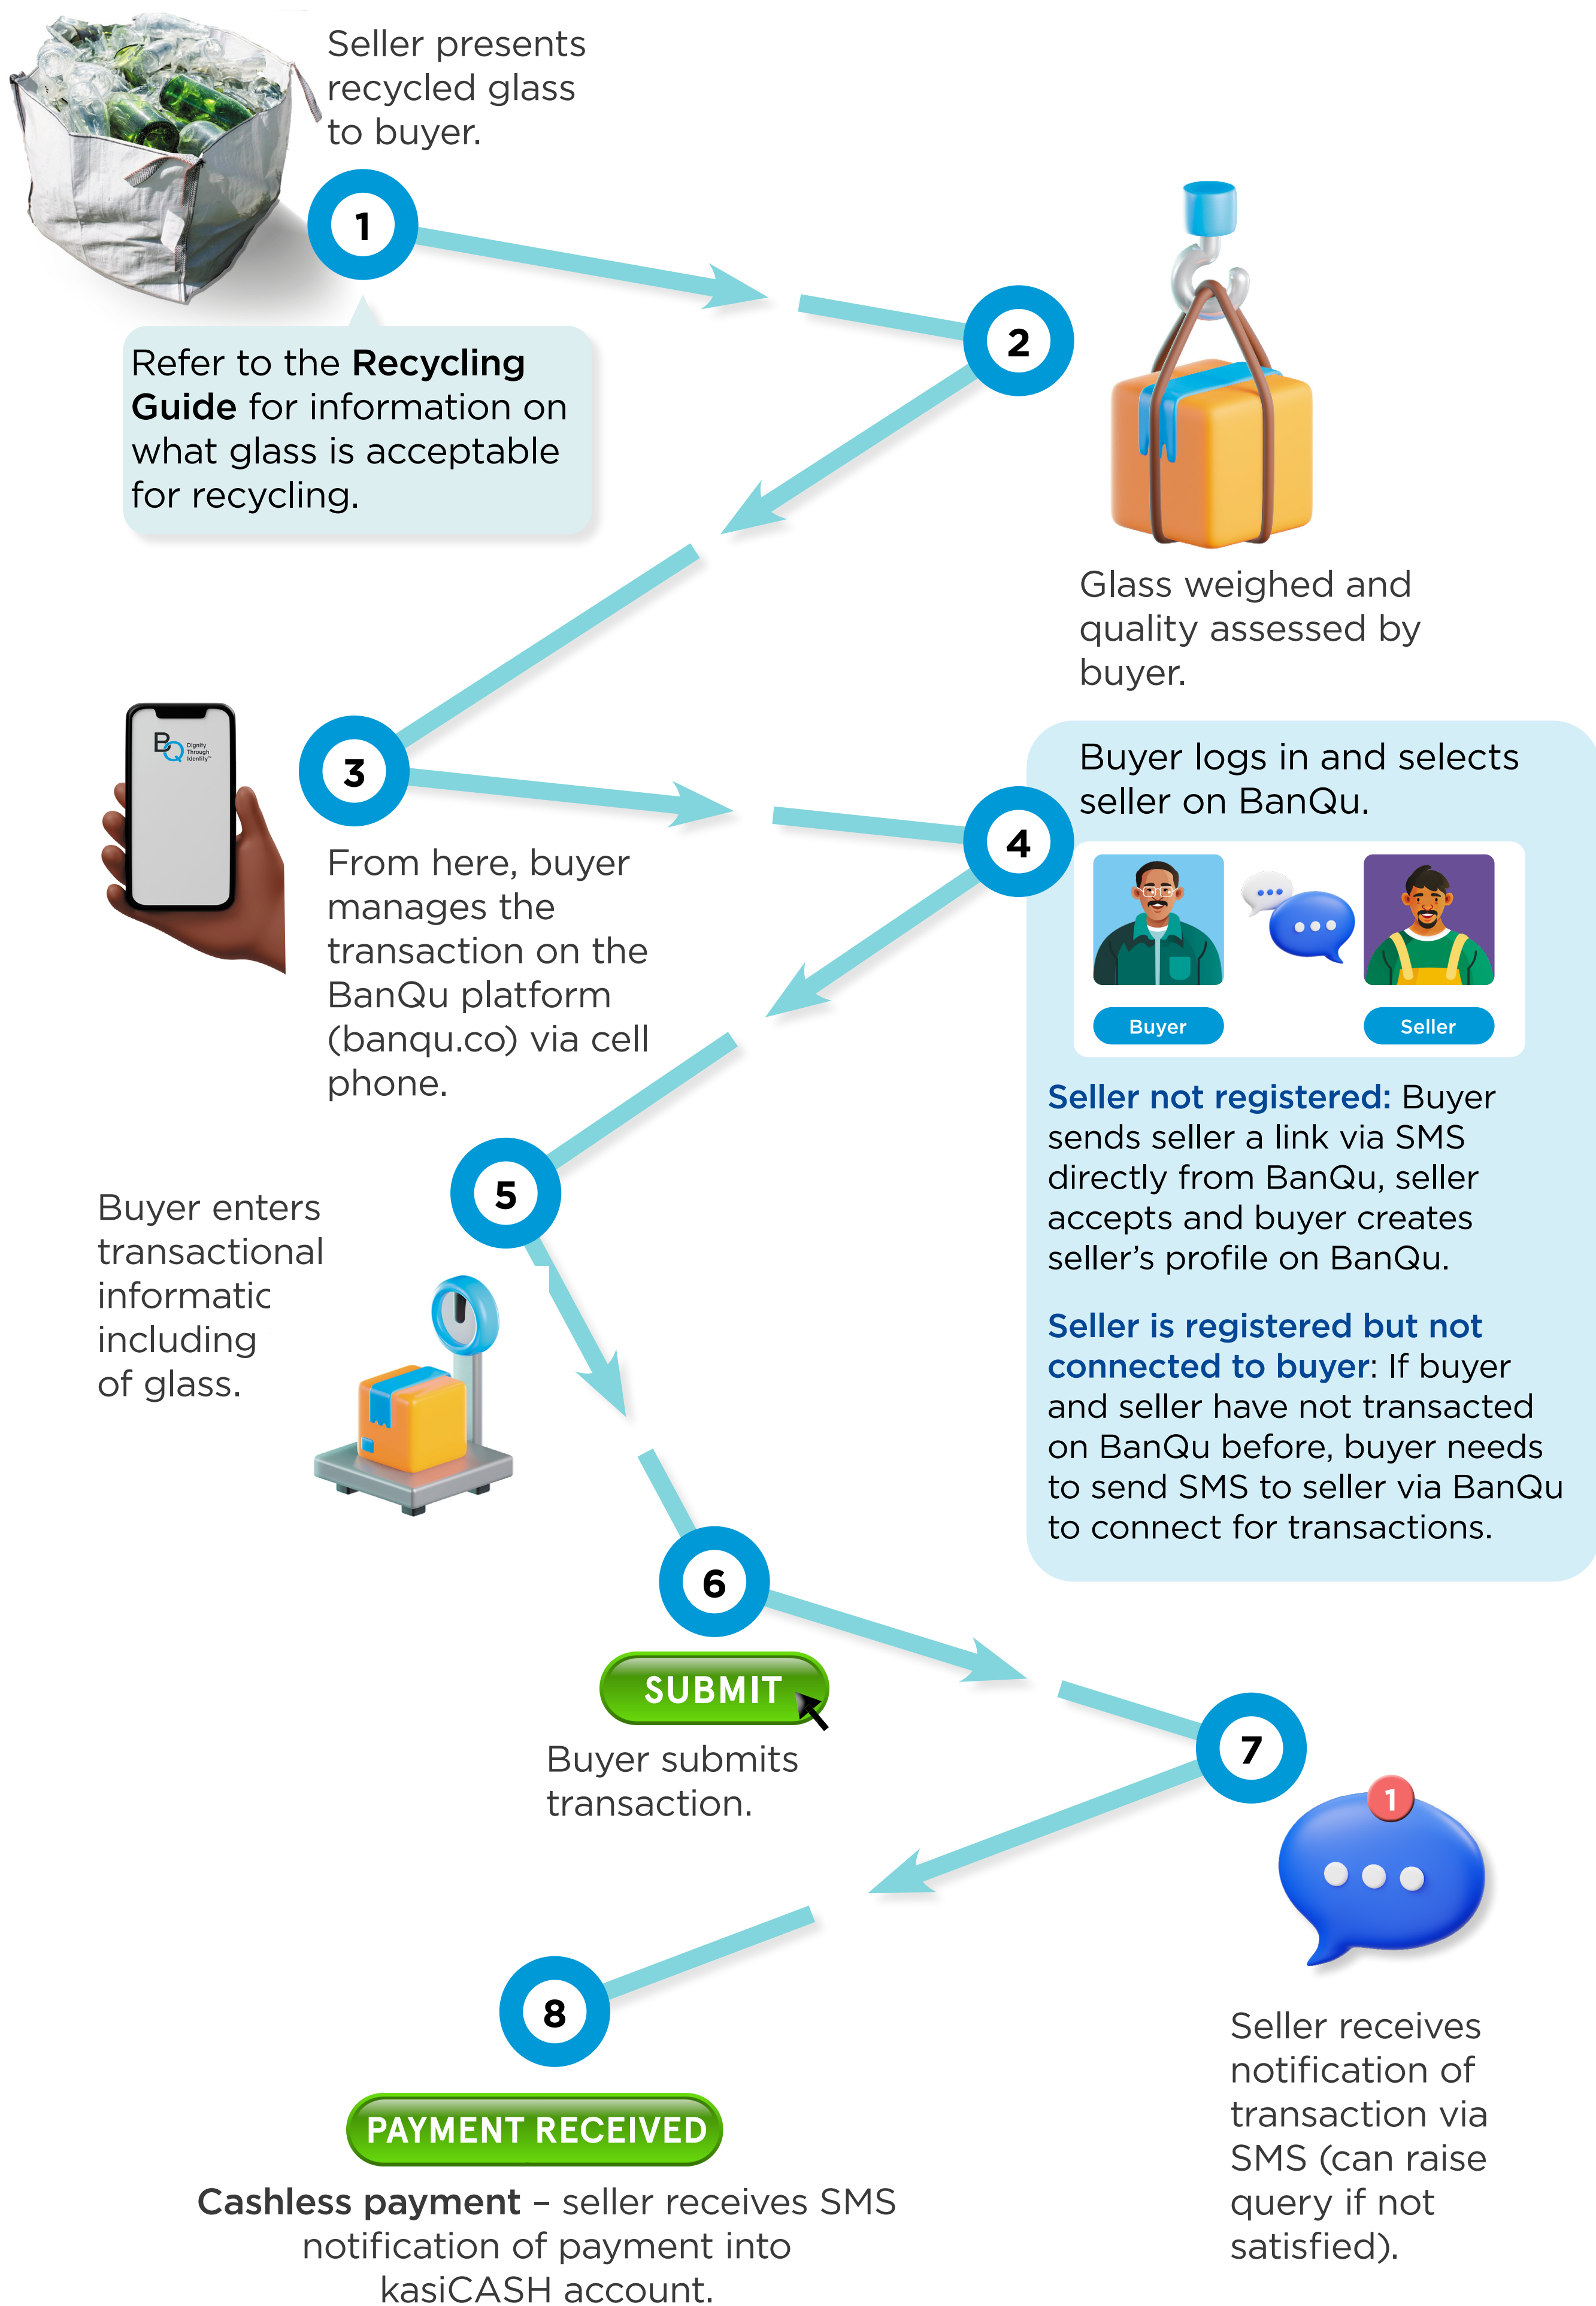 Seller presents
recycled glass
to buyer.
1
Refer to the Recycling
Guide for information on
what glass is acceptable
for recycling.
2
Glass weighed and
quality assessed by
buyer.
BQ Dignity
Through
Identity™
3
From here, buyer
manages the
transaction on the
BanQu platform
(banqu.co) via cell
phone.
4
Buyer logs in and selects
seller on BanQu.
Buyer
Seller
Seller not registered: Buyer
sends seller a link via SMS
directly from BanQu, seller
accepts and buyer creates
seller's profile on BanQu.
Seller is registered but not
connected to buyer: If buyer
and seller have not transacted
on BanQu before, buyer needs
to send SMS to seller via BanQu
to connect for transactions.
5
Buyer enters
transactional
including
of glass.
6
SUBMIT
Buyer submits
transaction.
7
1
Seller receives
notification of
transaction via
SMS (can raise
query if not
satisfied).
8
PAYMENT RECEIVED
Cashless payment – seller receives SMS
notification of payment into
kasiCASH account.